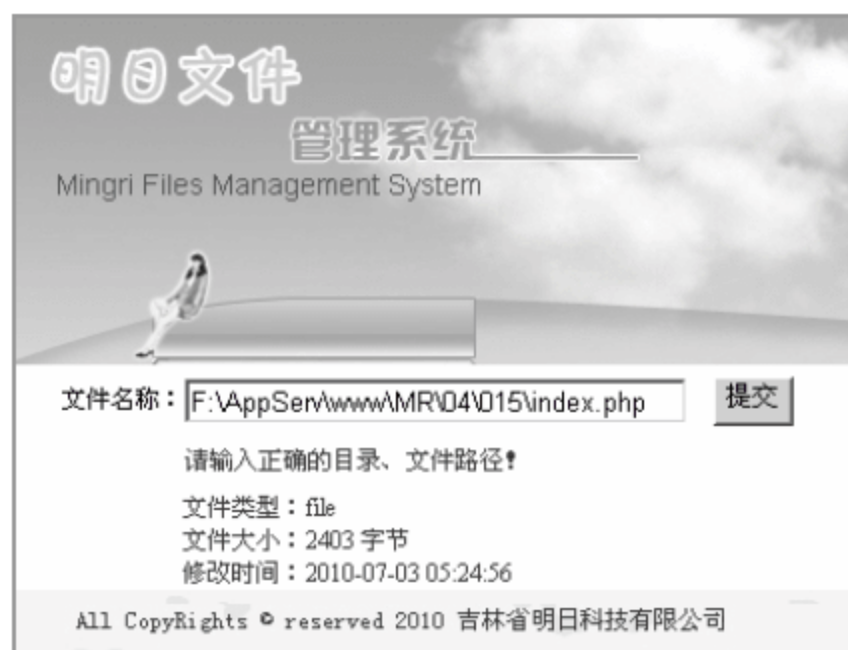 明日文件
管理系统
Mingri Files Management System
文件名称：F:\AppServ\www\MR\04\015\index.php 提交
请输入正确的目录、文件路径！
文件类型：file
文件大小：2403 字节
修改时间：2010-07-03 05:24:56
All CopyRights © reserved 2010 吉林省明日科技有限公司